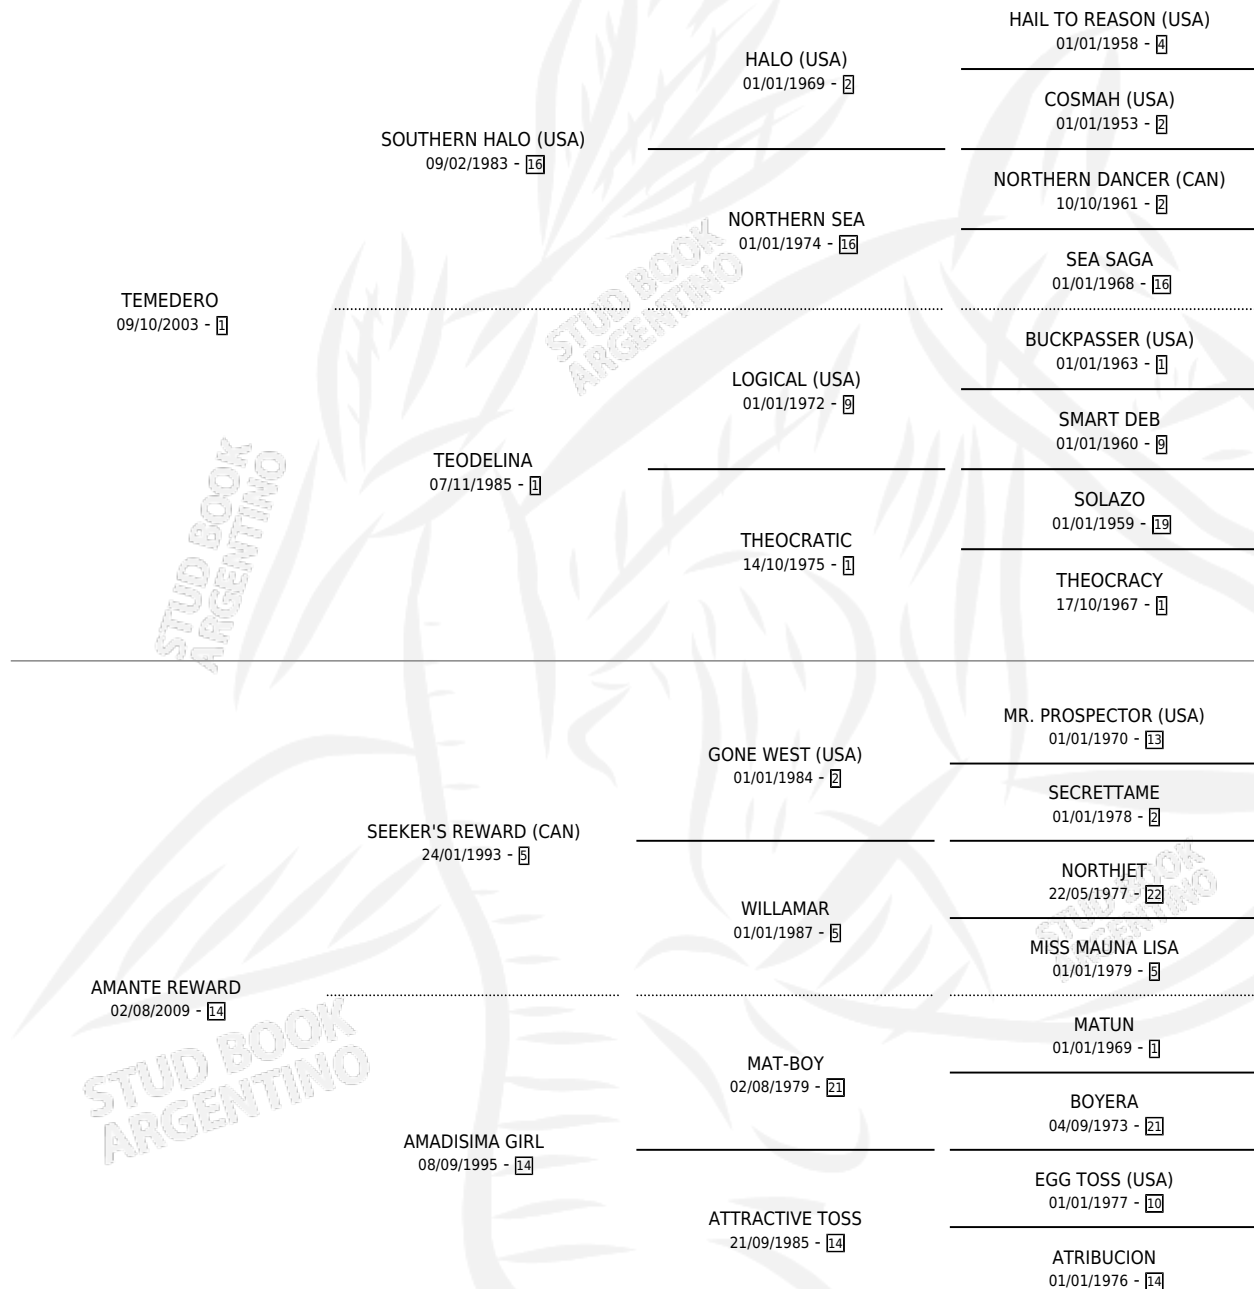 HAIL TO REASON (USA)
01/01/1958 - 4
HALO (USA)
01/01/1969 - 2
COSMAH (USA)
01/01/1953 - 2
SOUTHERN HALO (USA)
09/02/1983 - 16
NORTHERN DANCER (CAN)
10/10/1961 - 2
NORTHERN SEA
01/01/1974 - 16
SEA SAGA
01/01/1968 - 16
TEMEDERO
09/10/2003 - 1
BUCKPASSER (USA)
01/01/1963 - 1
LOGICAL (USA)
01/01/1972 - 9
SMART DEB
01/01/1960 - 9
TEODELINA
07/11/1985 - 1
SOLAZO
01/01/1959 - 19
THEOCRATIC
14/10/1975 - 1
THEOCRACY
17/10/1967 - 1
MR. PROSPECTOR (USA)
01/01/1970 - 13
GONE WEST (USA)
01/01/1984 - 2
SECRETTAME
01/01/1978 - 2
SEEKER'S REWARD (CAN)
24/01/1993 - 5
NORTHJET
22/05/1977 - 22
WILLAMAR
01/01/1987 - 5
MISS MAUNA LISA
01/01/1979 - 5
AMANTE REWARD
02/08/2009 - 14
MATUN
01/01/1969 - 1
MAT-BOY
02/08/1979 - 21
BOYERA
04/09/1973 - 21
AMADISIMA GIRL
08/09/1995 - 14
EGG TOSS (USA)
01/01/1977 - 10
ATTRACTIVE TOSS
21/09/1985 - 14
ATRIBUCION
01/01/1976 - 14
STUD BOOK
ARGENTINO
STUD BOOK
ARGENTINO
STUD BOOK
ARGENTINO
STUD BOOK
ARGENTINO